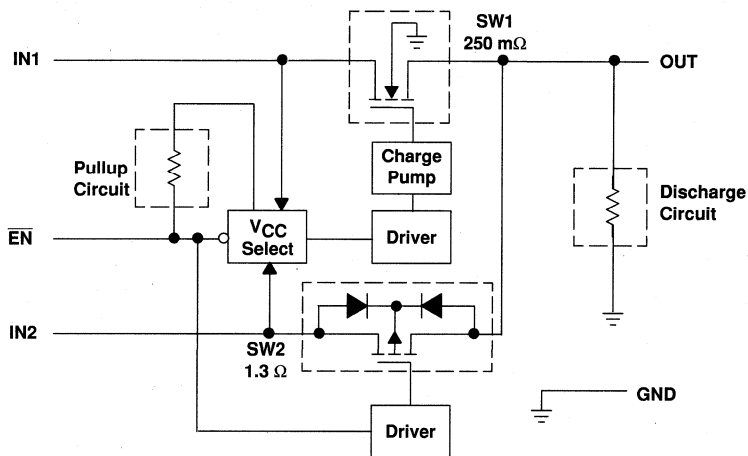 SW1
250 mΩ
IN1
OUT
Pullup
Circuit
Charge
Pump
Discharge
Circuit
EN
VCC
Select
Driver
IN2
SW2
1.3 Ω
GND
Driver